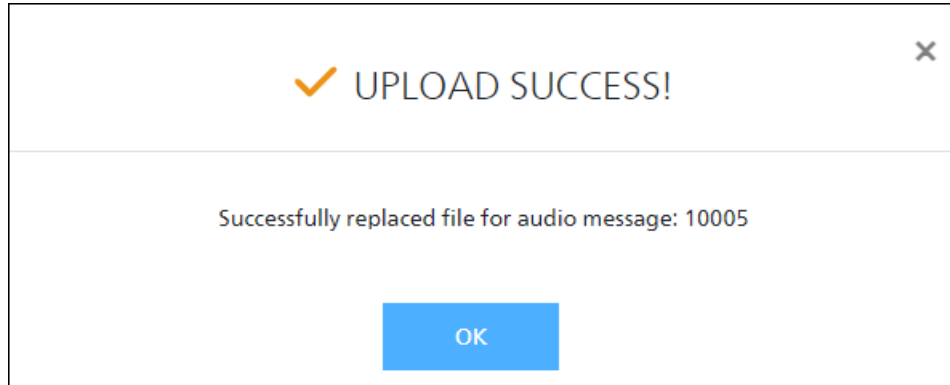 UPLOAD SUCCESS!
Successfully replaced file for audio message: 10005
OK